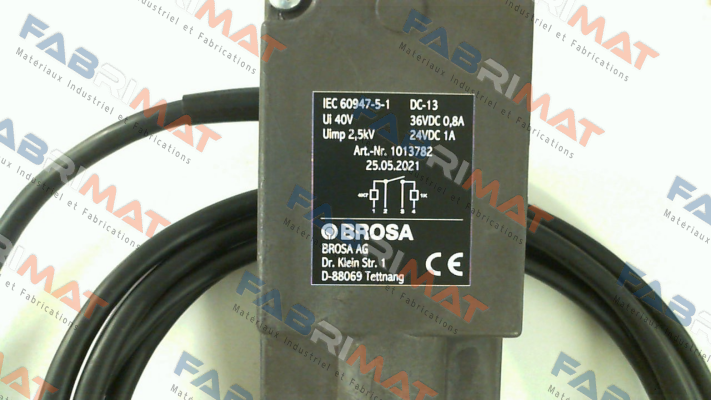 IEC 60947-5-1 DC-13
Ui 40V 36VDC 0,8A
Uimp 2,5kV 24VDC 1A
Art.-Nr. 1013782
25.05.2021
1 2 3 4
BROSA
BROSA AG
Dr. Klein Str. 1
D-88069 Tettnang
CE
FABRIMAT
Materiaux Industriel et Fabrications